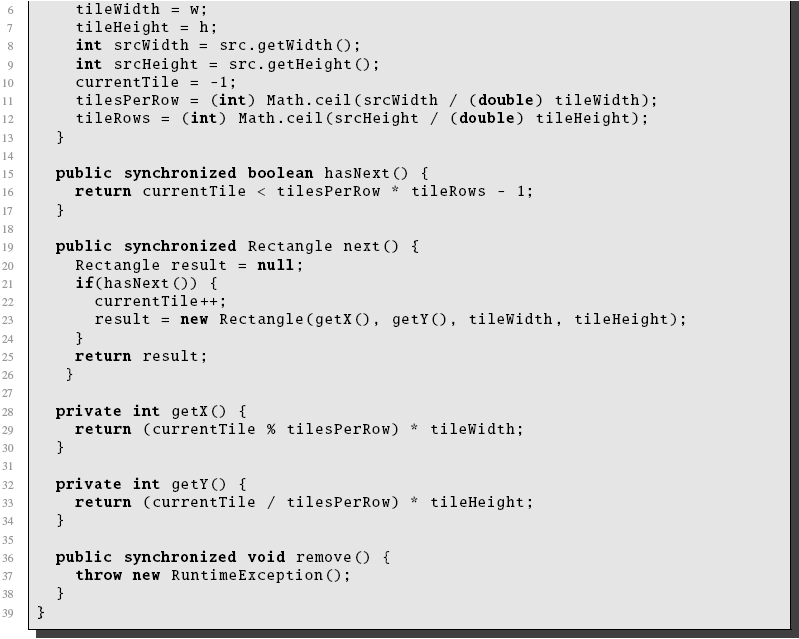 6 tileWidth = w;
7 tileHeight = h;
8 int srcWidth = src.getWidth();
9 int srcHeight = src.getHeight();
10 currentTile = -1;
11 tilesPerRow = (int) Math.ceil(srcWidth / (double) tileWidth);
12 tileRows = (int) Math.ceil(srcHeight / (double) tileHeight);
13 }
14
15 public synchronized boolean hasNext() {
16 return currentTile < tilesPerRow * tileRows - 1;
17 }
18
19 public synchronized Rectangle next() {
20 Rectangle result = null;
21 if(hasNext()) {
22 currentTile++;
23 result = new Rectangle(getX(), getY(), tileWidth, tileHeight);
24 }
25 return result;
26 }
27
28 private int getX() {
29 return (currentTile % tilesPerRow) * tileWidth;
30 }
31
32 private int getY() {
33 return (currentTile / tilesPerRow) * tileHeight;
34 }
35
36 public synchronized void remove() {
37 throw new RuntimeException();
38 }
39 }